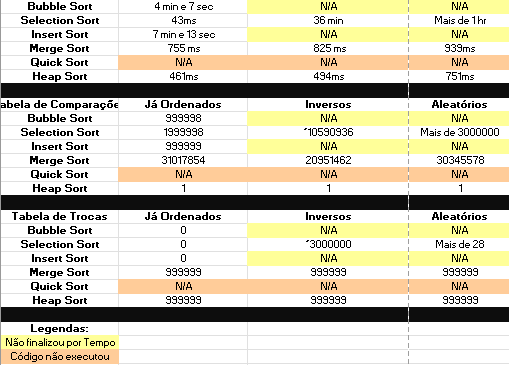 Bubble Sort 4 min e 7 sec N/A N/A
Selection Sort 43ms 36 min Mais de 1 hr
Insert Sort 7 min e 13 sec N/A N/A
Merge Sort 755 ms 825 ms 939ms
Quick Sort N/A N/A N/A
Heap Sort 461ms 494ms 751ms
abela de Comparaçõe Já Ordenados Inversos Aleatórios
Bubble Sort 999998 N/A N/A
Selection Sort 1999998 *10590936 Mais de 3000000
Insert Sort 999999 N/A N/A
Merge Sort 31017854 20951462 30345578
Quick Sort N/A N/A N/A
Heap Sort 1 1 1
Tabela de Trocas Já Ordenados Inversos Aleatórios
Bubble Sort 0 N/A N/A
Selection Sort 0 *3000000 Mais de 28
Insert Sort 0 N/A N/A
Merge Sort 999999 999999 999999
Quick Sort N/A N/A N/A
Heap Sort 999999 999999 999999
Legendas:
Não finalizou por Tempo
Código não executou